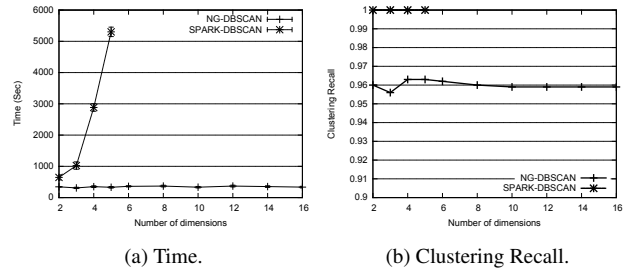 6000
5000
4000
3000
2000
1000
0
Time (Sec)
NG-DBSCAN
SPARK-DBSCAN
2 4 6 8 10 12 14 16
Number of dimensions
(a) Time.
1
0.99
0.98
0.97
0.96
0.95
0.94
0.93
0.92
0.91
0.9
Clustering Recall
NG-DBSCAN
SPARK-DBSCAN
2 4 6 8 10 12 14 16
Number of dimensions
(b) Clustering Recall.